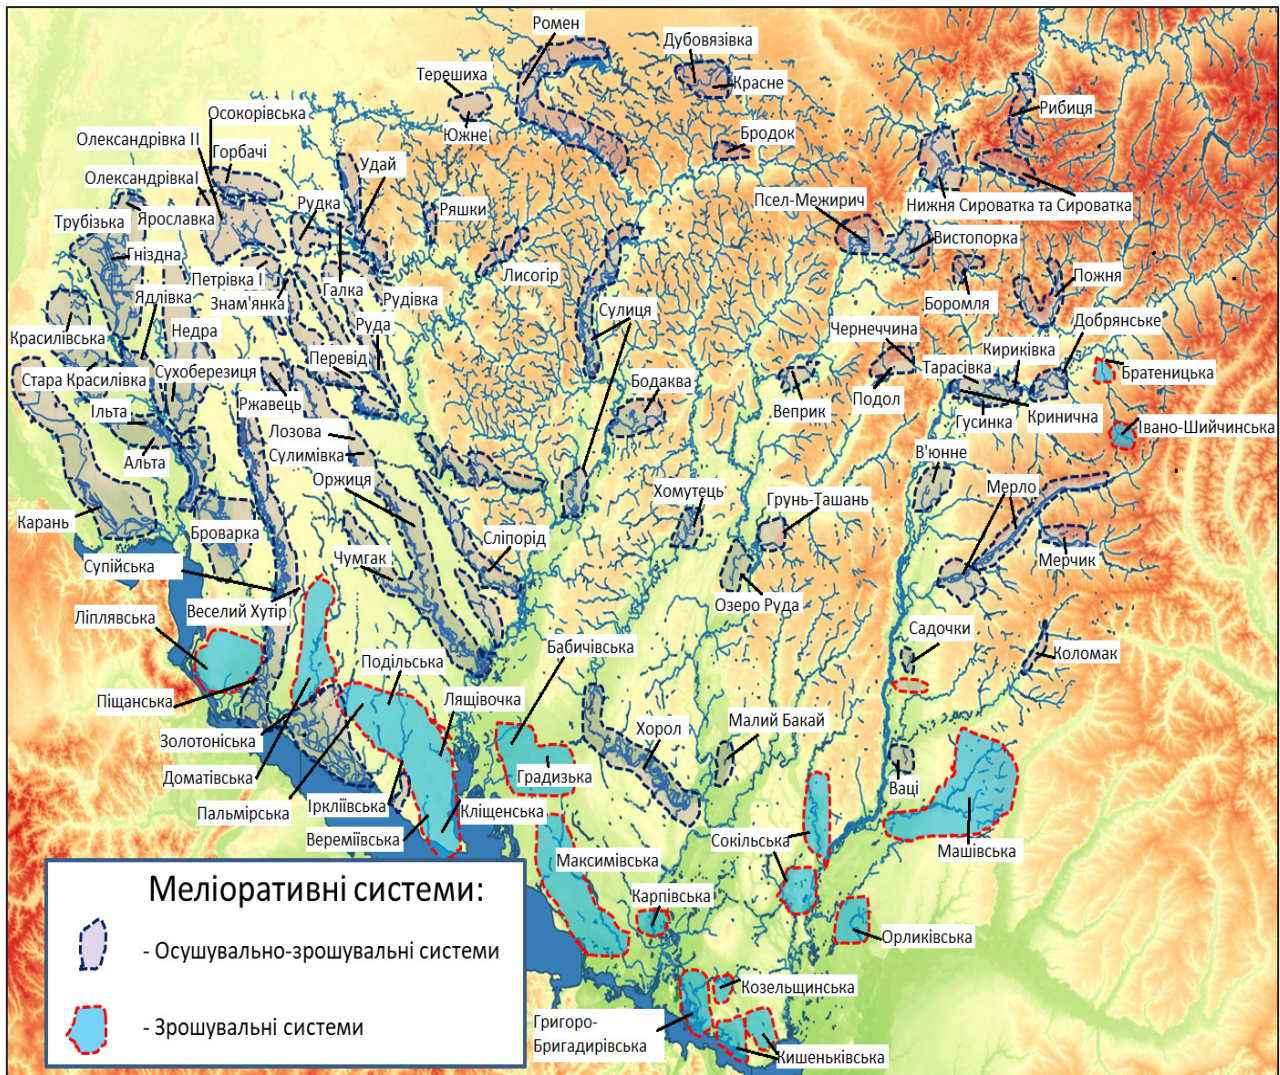 Ромен
Дубовязівка
Терешиха
Красне
Осокорівська
Южне
Рибиця
Олександрівка II
Горбачі
Бродок
Удай
Олександрівка I
Рудка
Ряшки
Псел-Межирич
Нижня Сироватка та Сироватка
Трубізька
Ярославка
Вистопорка
Гніздна
Петрівка I
Галка
Лисогір
Пожня
Ядлівка
Знам'янка
Рудівка
Боромля
Недра
Руда
Сулиця
Чернеччина
Добрянське
Красилівська
Кириківка
Перевід
Тарасівка
Братеницька
Стара Красилівка
Сухоберезиця
Бодаква
Ржавець
Веприк
Подол
Ільта
Гусинка
Кринична
Лозова
Івано-Шийчинська
Альта
Сулимівка
В'юнне
Оржиця
Хомутець
Грунь-Ташань
Мерло
Карань
Броварка
Сліпорід
Чумгак
Мерчик
Супійська
Веселий Хутір
Озеро Руда
Ліплявська
Садочки
Бабичівська
Коломак
Подільська
Піщанська
Лящівочка
Малий Бакай
Хорол
Золотоніська
Доматівська
Градизька
Ваці
Іркліївська
Пальмірська
Кліщенська
Вереміївська
Сокільська
Машівська
Максимівська
Карпівська
Орликівська
Козельщинська
Григоро-
Бригадирівська
Кишеньківська
Меліоративні системи:
- Осушувально-зрошувальні системи
- Зрошувальні системи